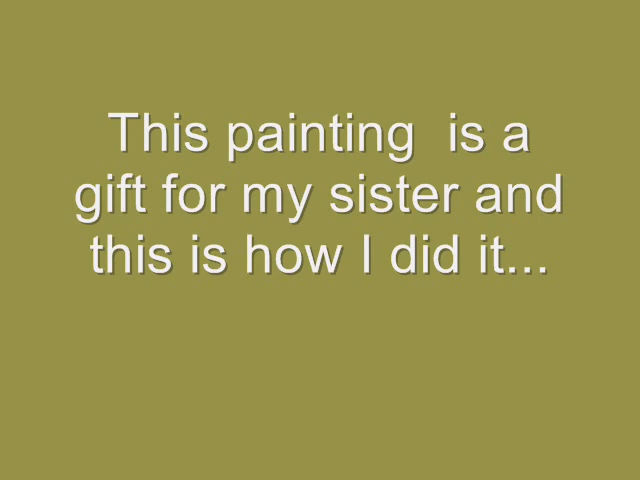 This painting  is a
gift for my sister and
this is how I did it...